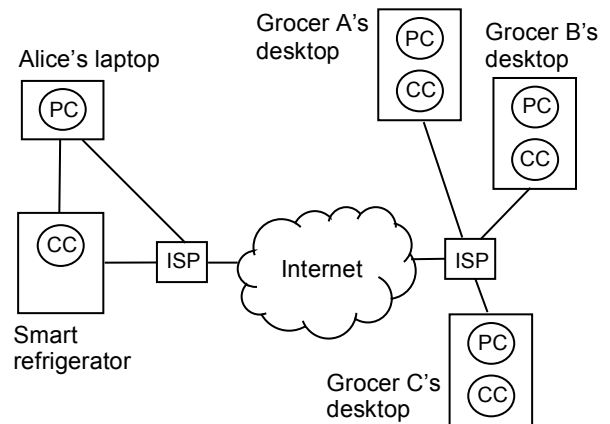 Alice's laptop
PC
CC
Smart
refrigerator
ISP
Internet
Grocer A's
desktop
PC
CC
Grocer B's
desktop
PC
CC
ISP
PC
CC
Grocer C's
desktop